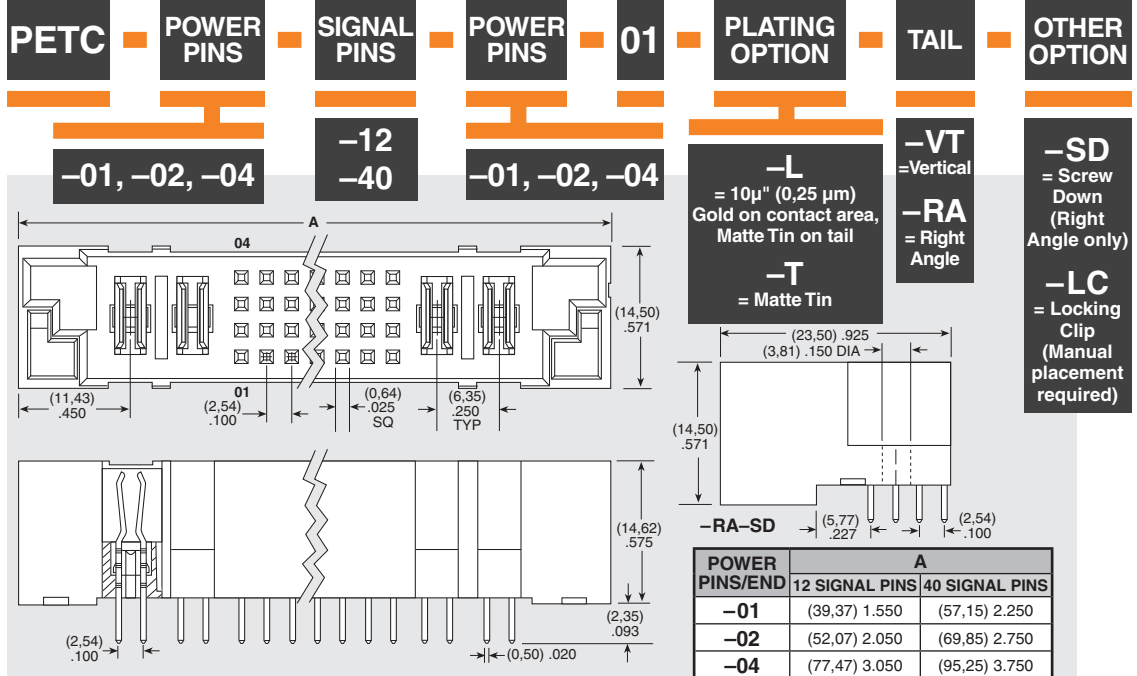 PETC
POWER
PINS
SIGNAL
PINS
POWER
PINS
01
PLATING
OPTION
TAIL
OTHER
OPTION
–01, –02, –04
–12
–40
–01, –02, –04
–L
= 10µ" (0,25 µm)
Gold on contact area,
Matte Tin on tail
–T
= Matte Tin
–VT
=Vertical
–RA
= Right
Angle
–SD
= Screw
Down
(Right
Angle only)
–LC
= Locking
Clip
(Manual
placement
required)
A
04
01
(14,50)
.571
(11,43)
.450
(2,54)
.100
(0,64)
.025
SQ
(6,35)
.250
TYP
(23,50) .925
(3,81) .150 DIA
(14,50)
.571
–RA–SD
(5,77)
.227
(2,54)
.100
(14,62)
.575
(2,35)
.093
(2,54)
.100
(0,50) .020
POWER
PINS/END
A
12 SIGNAL PINS 40 SIGNAL PINS
–01 (39,37) 1.550 (57,15) 2.250
–02 (52,07) 2.050 (69,85) 2.750
–04 (77,47) 3.050 (95,25) 3.750